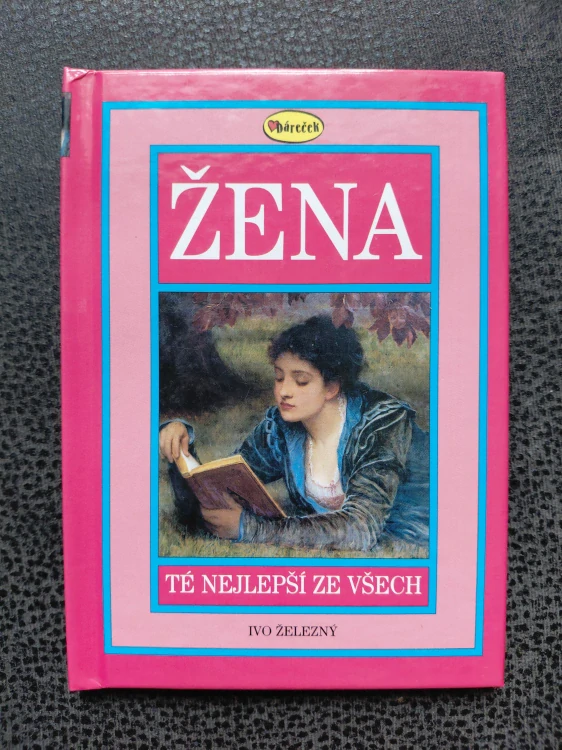 Dáreček
ŽENA
TÉ NEJLEPŠÍ ZE VŠECH
IVO ŽELEZNÝ